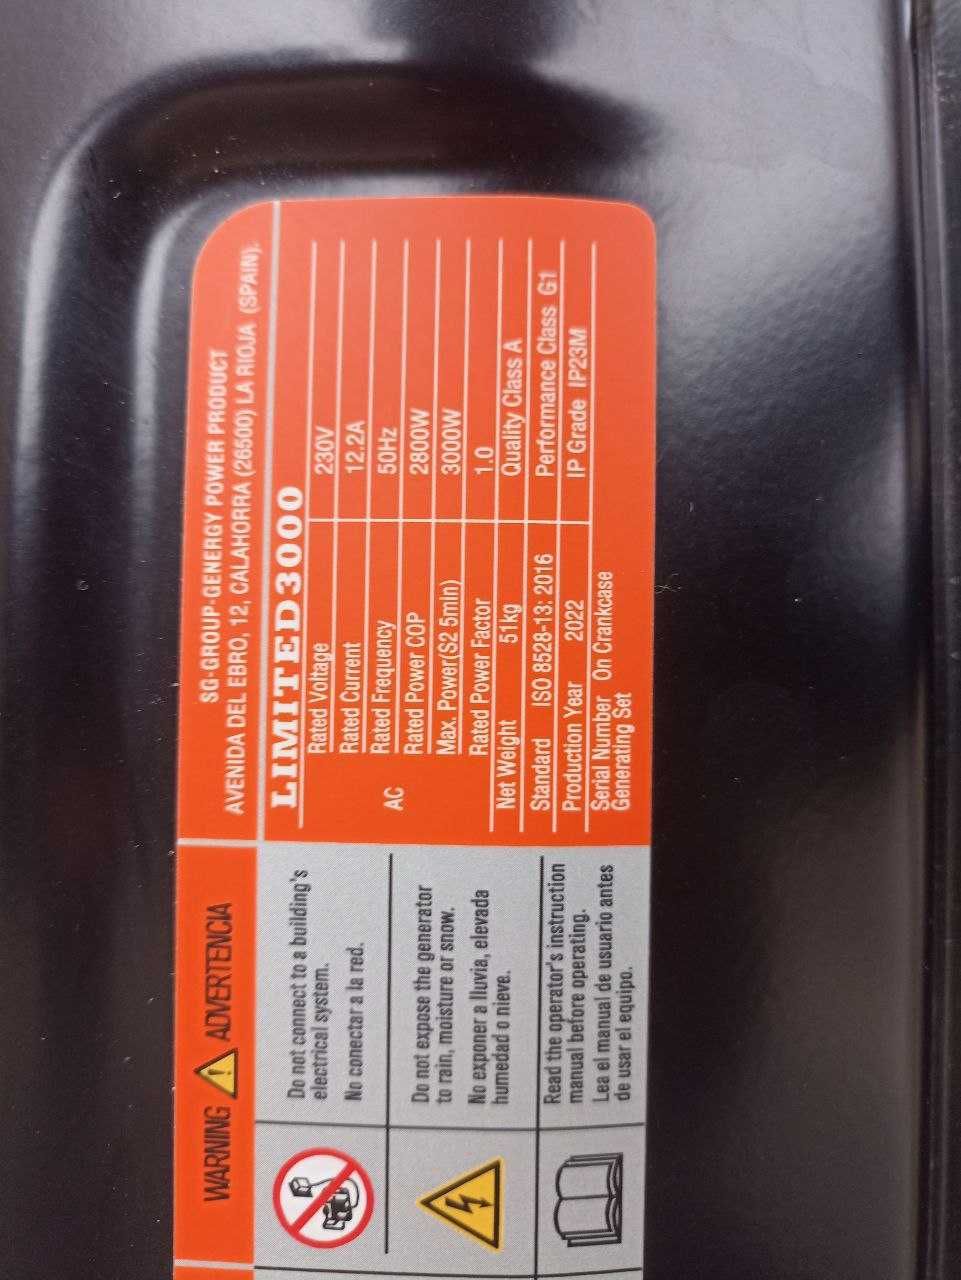 SG-GROUP-GENERGY POWER PRODUCT
AVENIDA DEL EBRO, 12, CALAHORRA (26500) LA RIOJA (SPAIN).
LIMITED3000
AC
Rated Voltage 230V
Rated Current 12.2A
Rated Frequency 50Hz
Rated Power COP 2800W
Max. Power(S2 5min) 3000W
Rated Power Factor 1.0
Net Weight 51kg Quality Class A
Standard ISO 8528-13: 2016 Performance Class G1
Production Year 2022 IP Grade IP23M
Serial Number On Crankcase
Generating Set
WARNING ADVERTENCIA
Do not connect to a building's
electrical system.
No conectar a la red.
Do not expose the generator
to rain, moisture or snow.
No exponer a lluvia, elevada
humedad o nieve.
Read the operator's instruction
manual before operating.
Lea el manual de usuario antes
de usar el equipo.